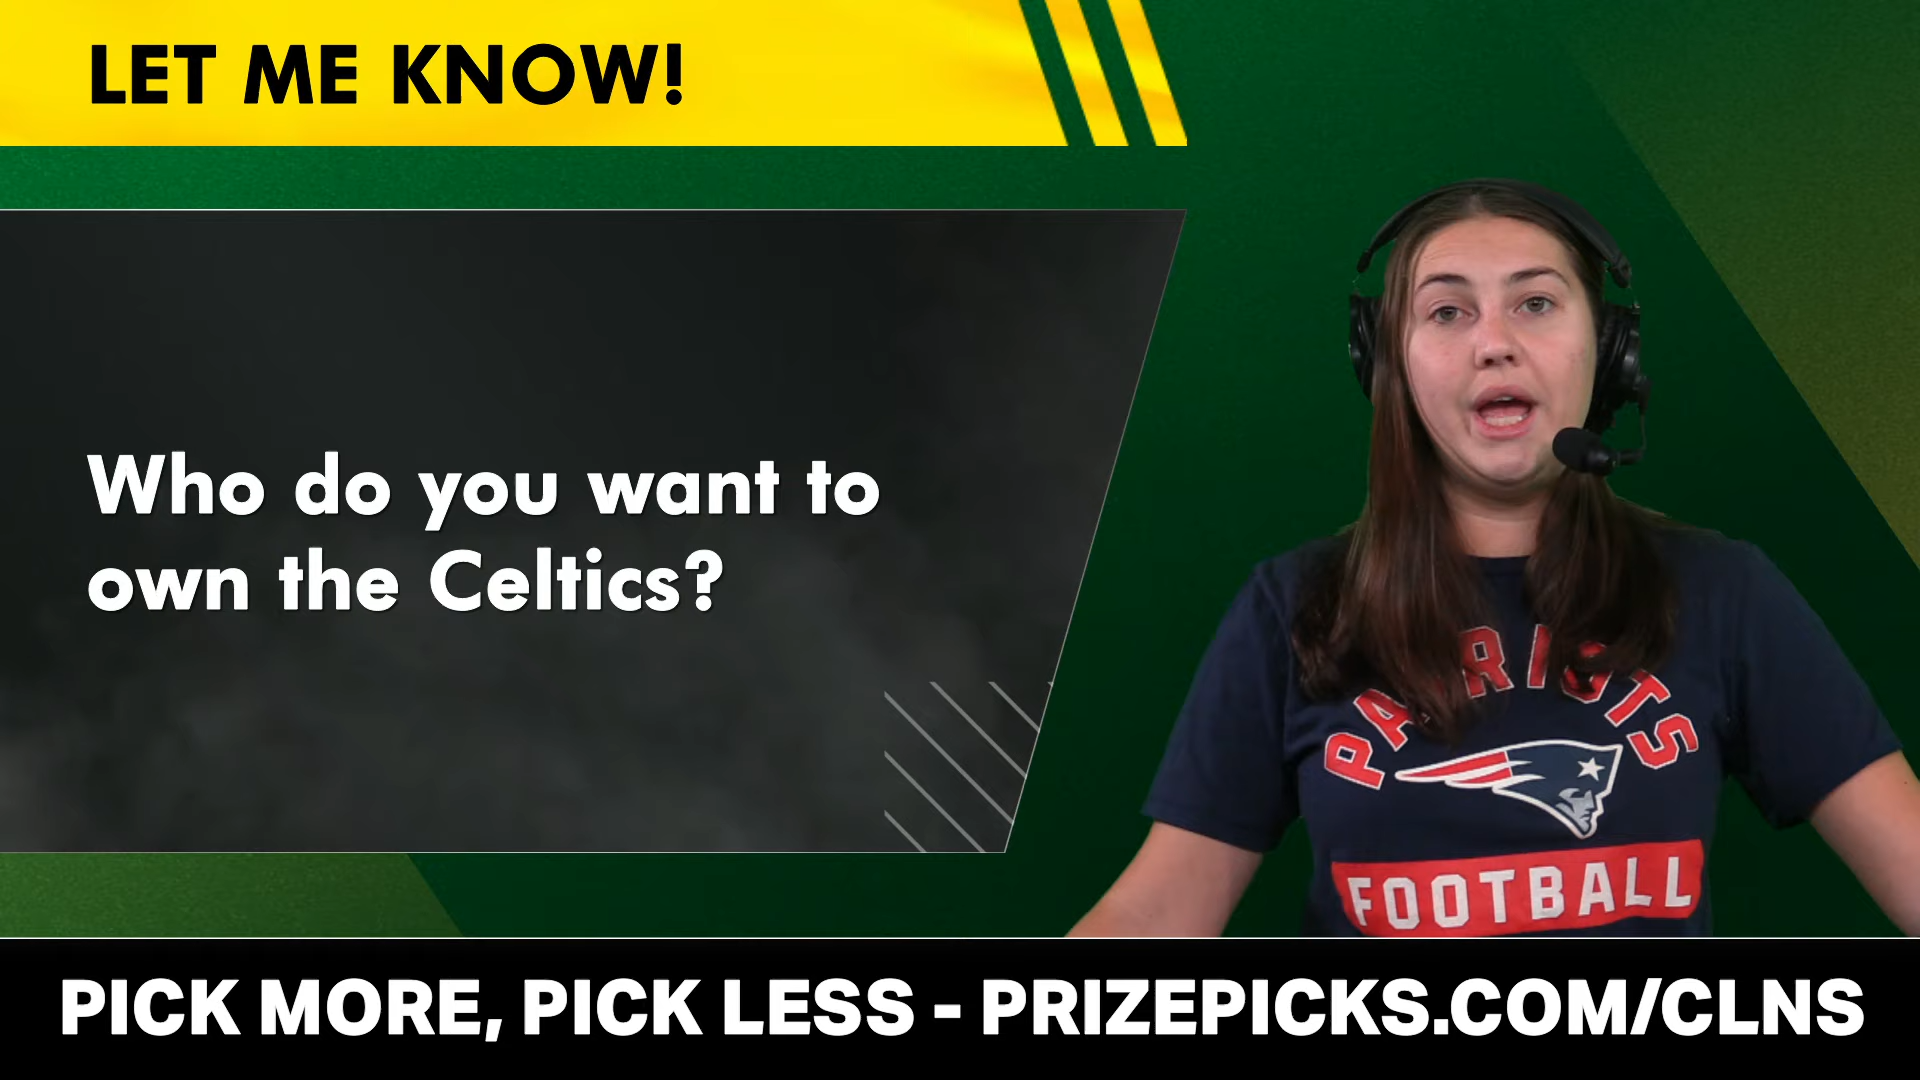 LET ME KNOW!
Who do you want to
own the Celtics?
PATRIOTS
FOOTBALL
PICK MORE, PICK LESS - PRIZEPICKS.COM/CLNS